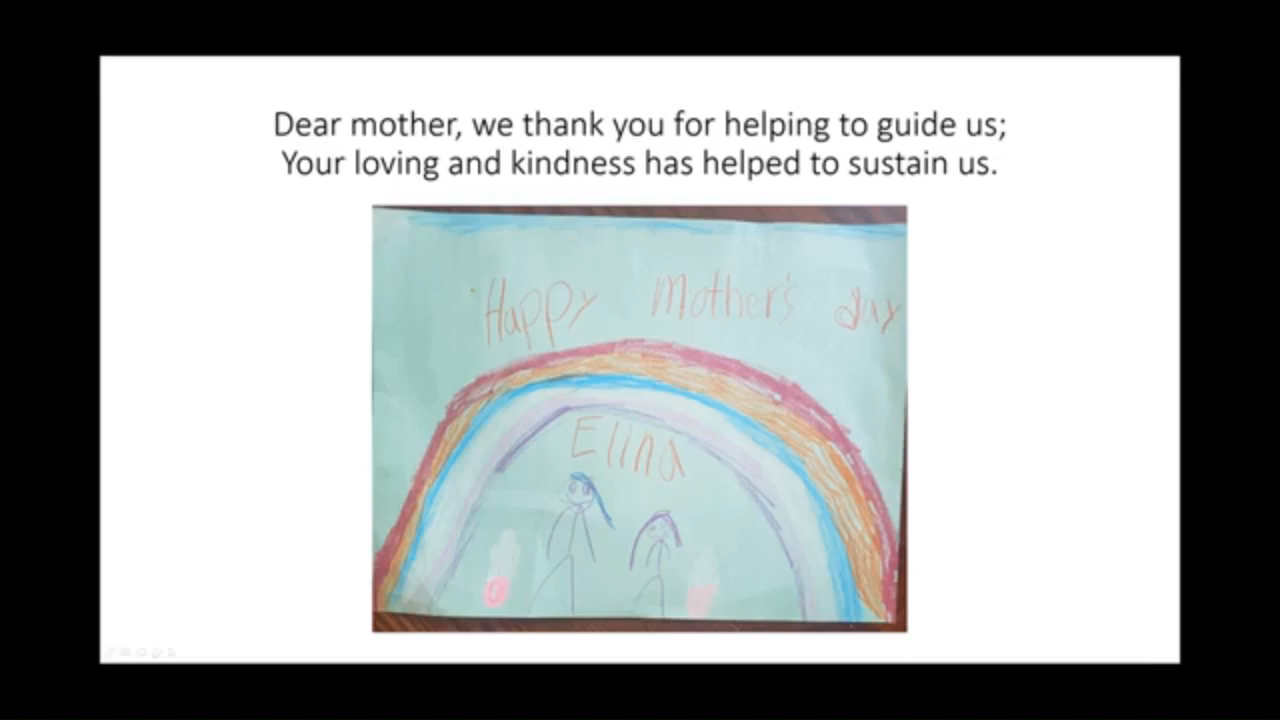 Dear mother, we thank you for helping to guide us;
Your loving and kindness has helped to sustain us.
Happy Mother's day
Elina